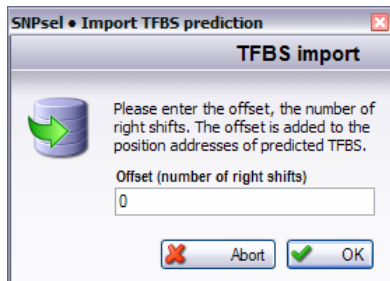 SNPsel • Import TFBS prediction
TFBS import
Please enter the offset, the number of
right shifts. The offset is added to the
position addresses of predicted TFBS.
Offset (number of right shifts)
0
Abort
OK